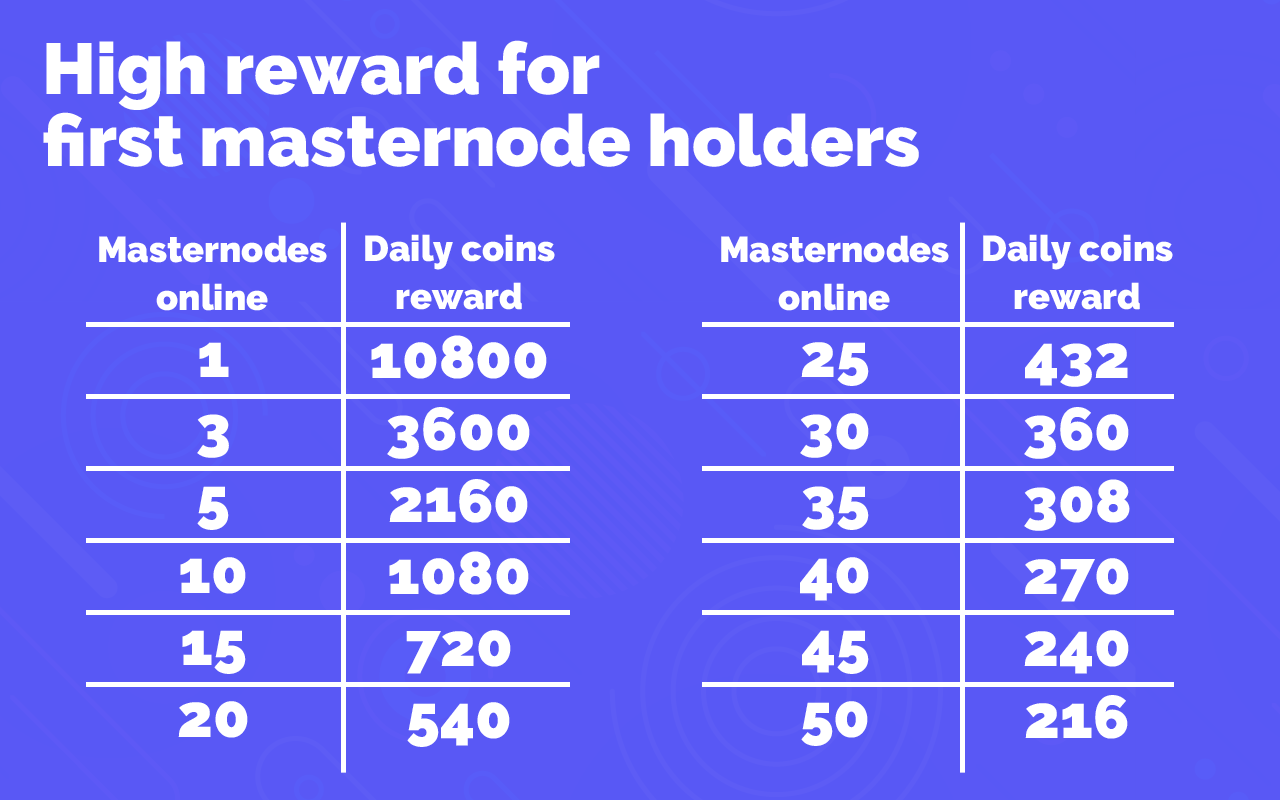 High reward for
first masternode holders
Masternodes online | Daily coins reward
1 | 10800
3 | 3600
5 | 2160
10 | 1080
15 | 720
20 | 540
Masternodes online | Daily coins reward
25 | 432
30 | 360
35 | 308
40 | 270
45 | 240
50 | 216